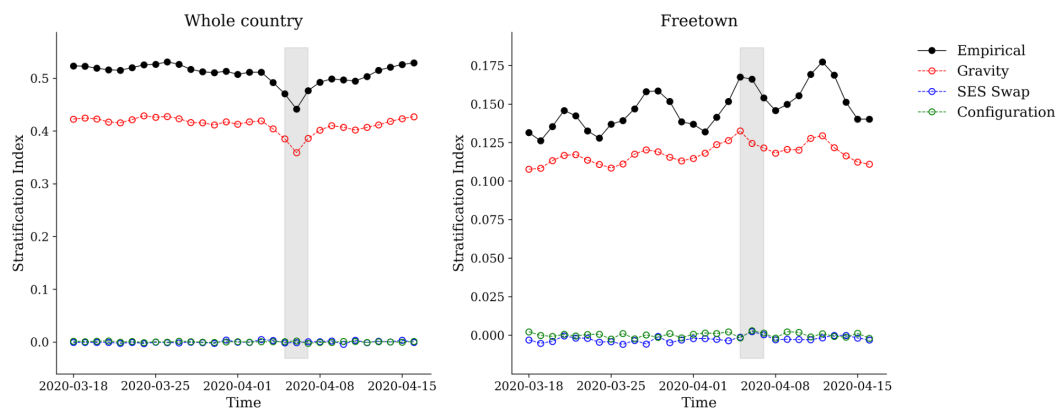 Whole country
Stratification Index
0.5
0.4
0.3
0.2
0.1
0.0
2020-03-18
2020-03-25
2020-04-01
2020-04-08
2020-04-15
Time
Freetown
Stratification Index
0.175
0.150
0.125
0.100
0.075
0.050
0.025
0.000
2020-03-18
2020-03-25
2020-04-01
2020-04-08
2020-04-15
Time
Empirical
Gravity
SES Swap
Configuration